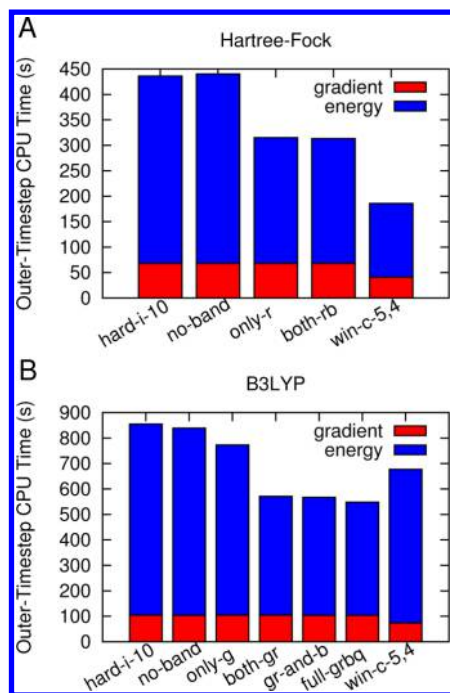 A
Hartree-Fock
Outer-Timestep CPU Time (s)
450
400
350
300
250
200
150
100
50
0
gradient
energy
hard-i-10
no-band
only-r
both-rb
win-c-5,4
B
B3LYP
Outer-Timestep CPU Time (s)
900
800
700
600
500
400
300
200
100
0
gradient
energy
hard-i-10
no-band
only-g
both-gr
gr-and-b
full-grbq
win-c-5,4